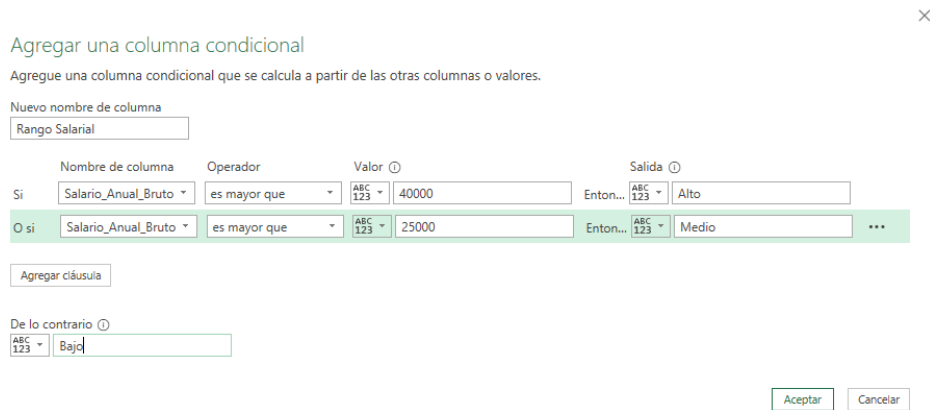 Agregar una columna condicional
Agregue una columna condicional que se calcula a partir de las otras columnas o valores.
Nuevo nombre de columna
Rango Salarial
Nombre de columna Operador Valor Salida
Si Salario_Anual_Bruto es mayor que ABC 123 40000 Enton... ABC 123 Alto
O si Salario_Anual_Bruto es mayor que ABC 123 25000 Enton... ABC 123 Medio ...
Agregar cláusula
De lo contrario
ABC 123 Bajo
Aceptar Cancelar